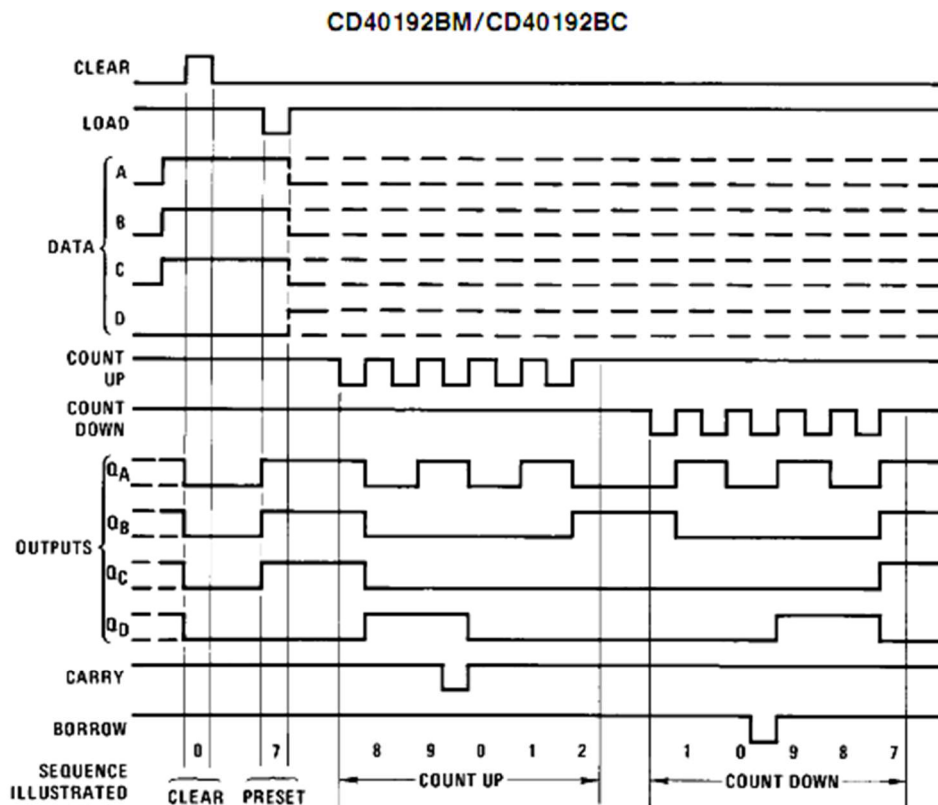 CD40192BM/CD40192BC
CLEAR
LOAD
DATA
A
B
C
D
COUNT
UP
COUNT
DOWN
OUTPUTS
QA
QB
QC
QD
CARRY
BORROW
SEQUENCE
ILLUSTRATED
0 7 8 9 0 1 2 1 0 9 8 7
CLEAR PRESET COUNT UP COUNT DOWN